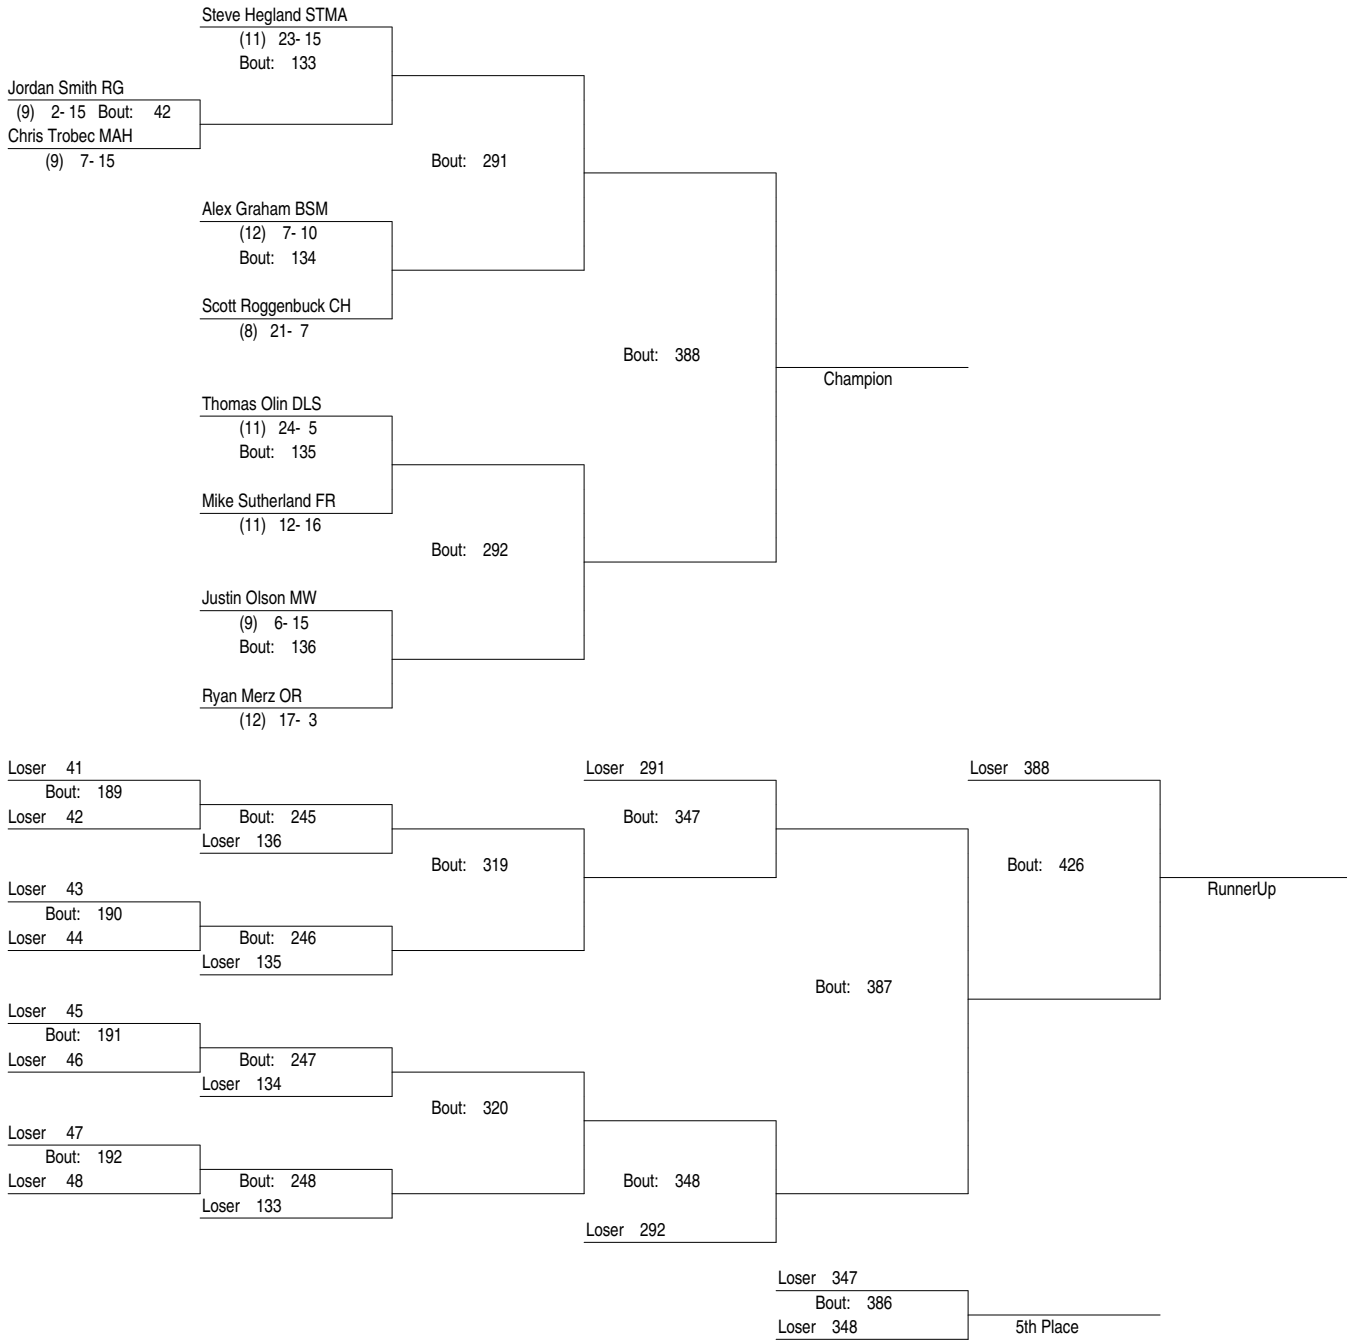 Steve Hegland STMA
(11) 23- 15
Bout: 133
Jordan Smith RG
(9) 2- 15 Bout: 42
Chris Trobec MAH
(9) 7- 15
Bout: 291
Alex Graham BSM
(12) 7- 10
Bout: 134
Scott Roggenbuck CH
(8) 21- 7
Bout: 388
Champion
Thomas Olin DLS
(11) 24- 5
Bout: 135
Mike Sutherland FR
(11) 12- 16
Bout: 292
Justin Olson MW
(9) 6- 15
Bout: 136
Ryan Merz OR
(12) 17- 3
Loser 41
Bout: 189
Loser 42
Bout: 245
Loser 136
Bout: 319
Loser 291
Bout: 347
Loser 388
Bout: 426
RunnerUp
Loser 43
Bout: 190
Loser 44
Bout: 246
Loser 135
Bout: 387
Loser 45
Bout: 191
Loser 46
Bout: 247
Loser 134
Bout: 320
Loser 47
Bout: 192
Loser 48
Bout: 248
Loser 133
Bout: 348
Loser 292
Loser 347
Bout: 386
Loser 348
5th Place